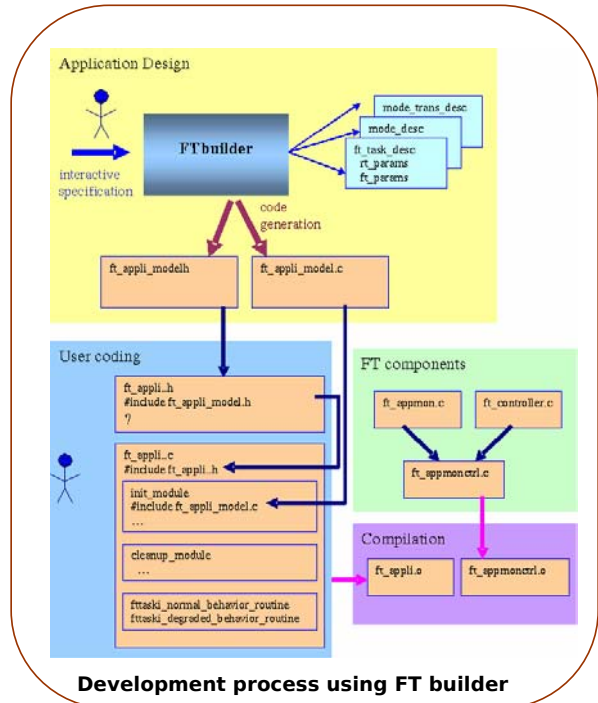 Application Design
mode_trans_desc
mode_desc
ft_task_desc
rt_params
ft_params
FTbuilder
interactive
specification
code
generation
ft_appli_modelh
ft_appli_model.c
User coding
ft_appli..h
#include ft_appli_model.h
?
ft_appli..c
#include ft_appli..h
init_module
#include ft_appli_model.c
...
cleanup_module
...
fttaski_normal_behavior_routine
fttaski_degraded_behavior_routine
FT components
ft_appmon.c
ft_controller.c
ft_appmonctrl.c
Compilation
ft_appli.o
ft_appmonctrl.o
Development process using FT builder